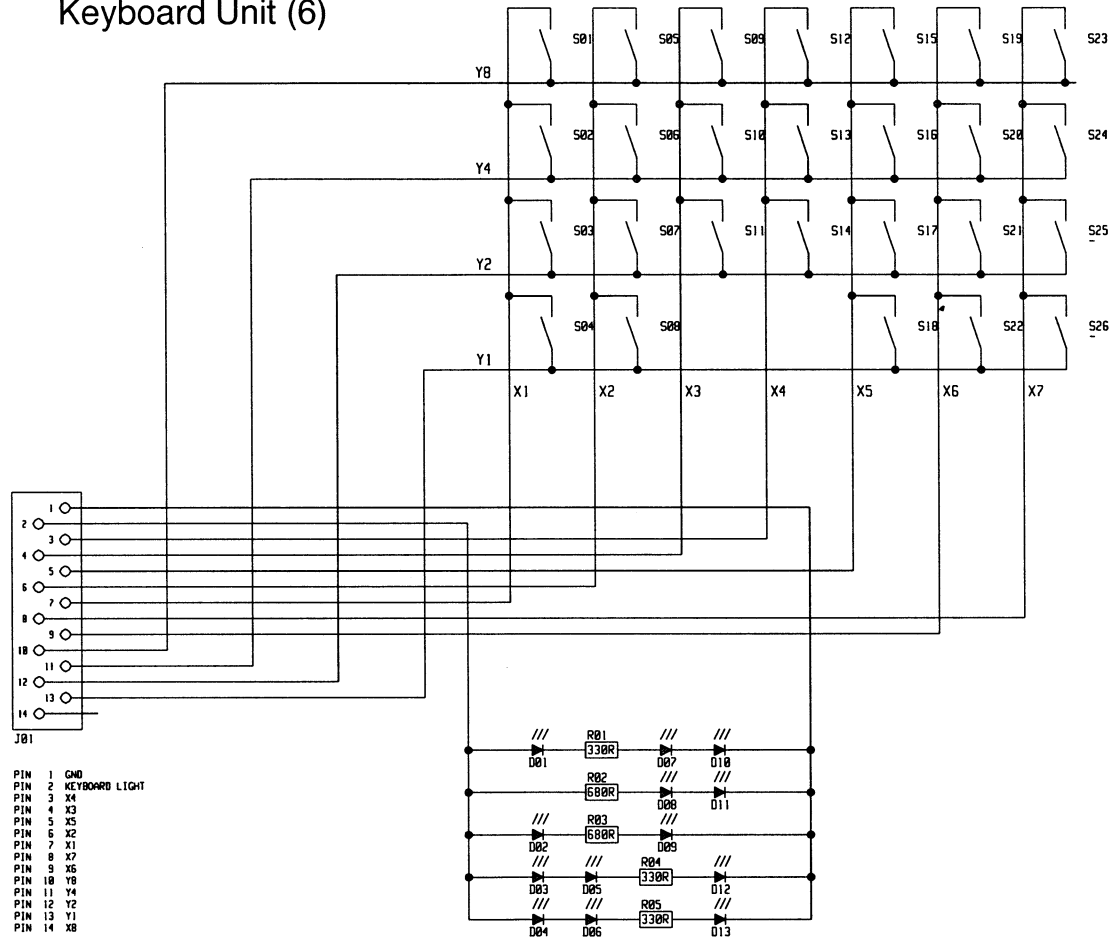 Keyboard Unit (6)
S01 S05 S09 S12 S15 S19 S23
Y8
S02 S06 S10 S13 S16 S20 S24
Y4
S03 S07 S11 S14 S17 S21 S25
Y2
S04 S08 S18 S22 S26
Y1
X1 X2 X3 X4 X5 X6 X7
1
2
3
4
5
6
7
8
9
10
11
12
13
14
J01
R01
330R
D01 D07 D10
R02
680R
D08 D11
R03
680R
D02 D09
R04
330R
D03 D05 D12
R05
330R
D04 D06 D13
PIN 1 GND
PIN 2 KEYBOARD LIGHT
PIN 3 X4
PIN 4 X3
PIN 5 X5
PIN 6 X2
PIN 7 X1
PIN 8 X7
PIN 9 X6
PIN 10 Y8
PIN 11 Y4
PIN 12 Y2
PIN 13 Y1
PIN 14 X8